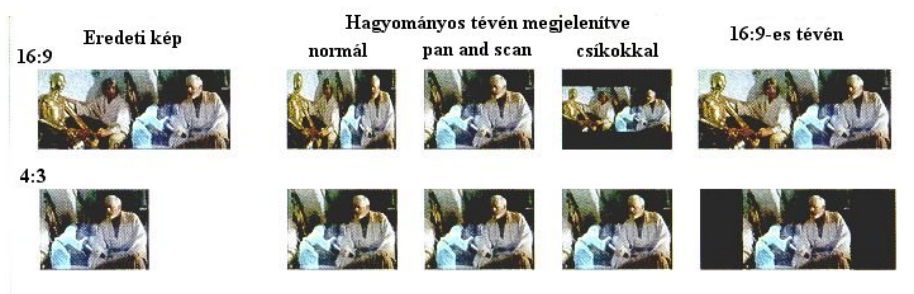 Eredeti kép
Hagyományos tévén megjelenítve
normál
pan and scan
csíkokkal
16:9-es tévén
16:9
4:3